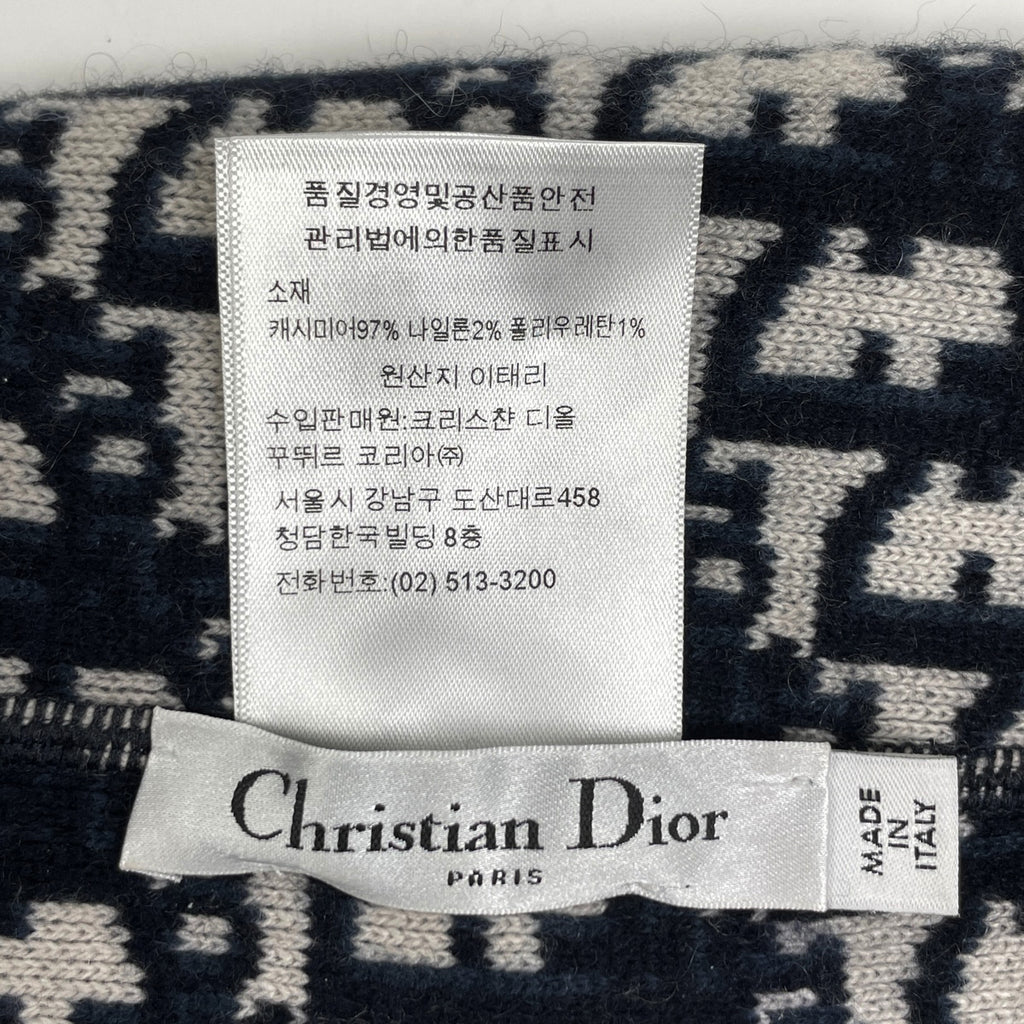 품질경영및공산품안전
관리법에의한품질표시
소재
캐시미어97% 나일론2% 폴리우레탄1%
원산지 이태리
수입판매원:크리스챤 디올
꾸뛰르 코리아㈜
서울시 강남구 도산대로458
청담한국빌딩 8층
전화번호:(02) 513-3200
Christian Dior
PARIS
MADE
IN
ITALY